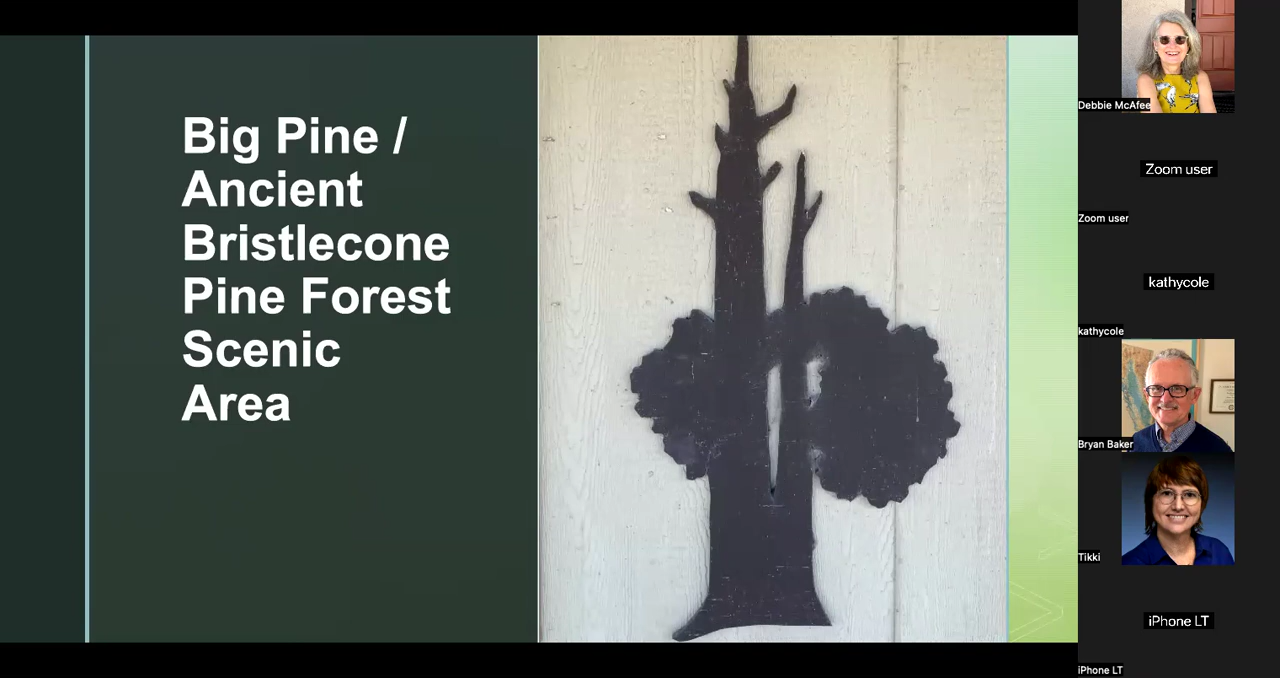 Big Pine /
Ancient
Bristlecone
Pine Forest
Scenic
Area
Debbie McAfee
Zoom user
Zoom user
kathycole
kathycole
Bryan Baker
Tikki
iPhone LT
iPhone LT